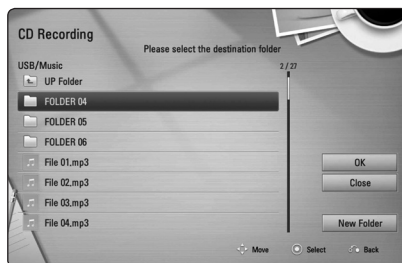 CD Recording
Please select the destination folder
USB/Music
2 / 27
UP Folder
FOLDER 04
FOLDER 05
FOLDER 06
File 01.mp3
File 02.mp3
File 03.mp3
File 04.mp3
OK
Close
New Folder
Move Select Back